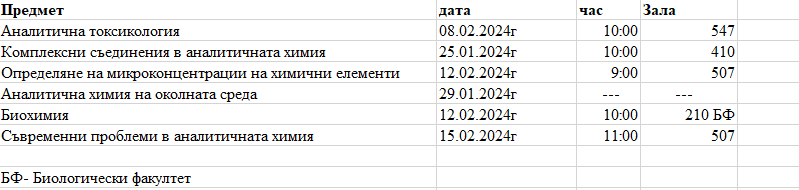 Предмет дата час Зала
Аналитична токсикология 08.02.2024г 10:00 547
Комплексни съединения в аналитичната химия 25.01.2024г 10:00 410
Определяне на микроконцентрации на химични елементи 12.02.2024г 9:00 507
Аналитична химия на околната среда 29.01.2024г --- ---
Биохимия 12.02.2024г 10:00 210 БФ
Съвременни проблеми в аналитичната химия 15.02.2024г 11:00 507
БФ- Биологически факултет